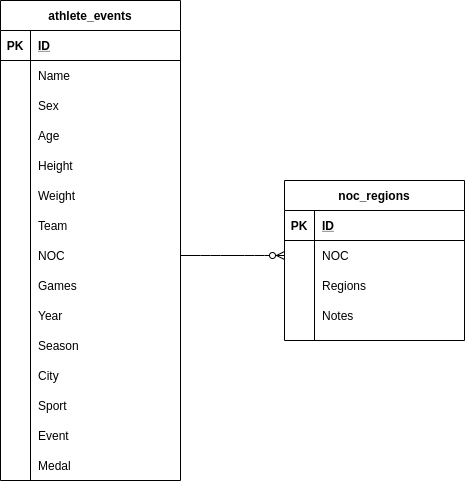 athlete_events
PK ID
Name
Sex
Age
Height
Weight
Team
NOC
Games
Year
Season
City
Sport
Event
Medal
noc_regions
PK ID
NOC
Regions
Notes